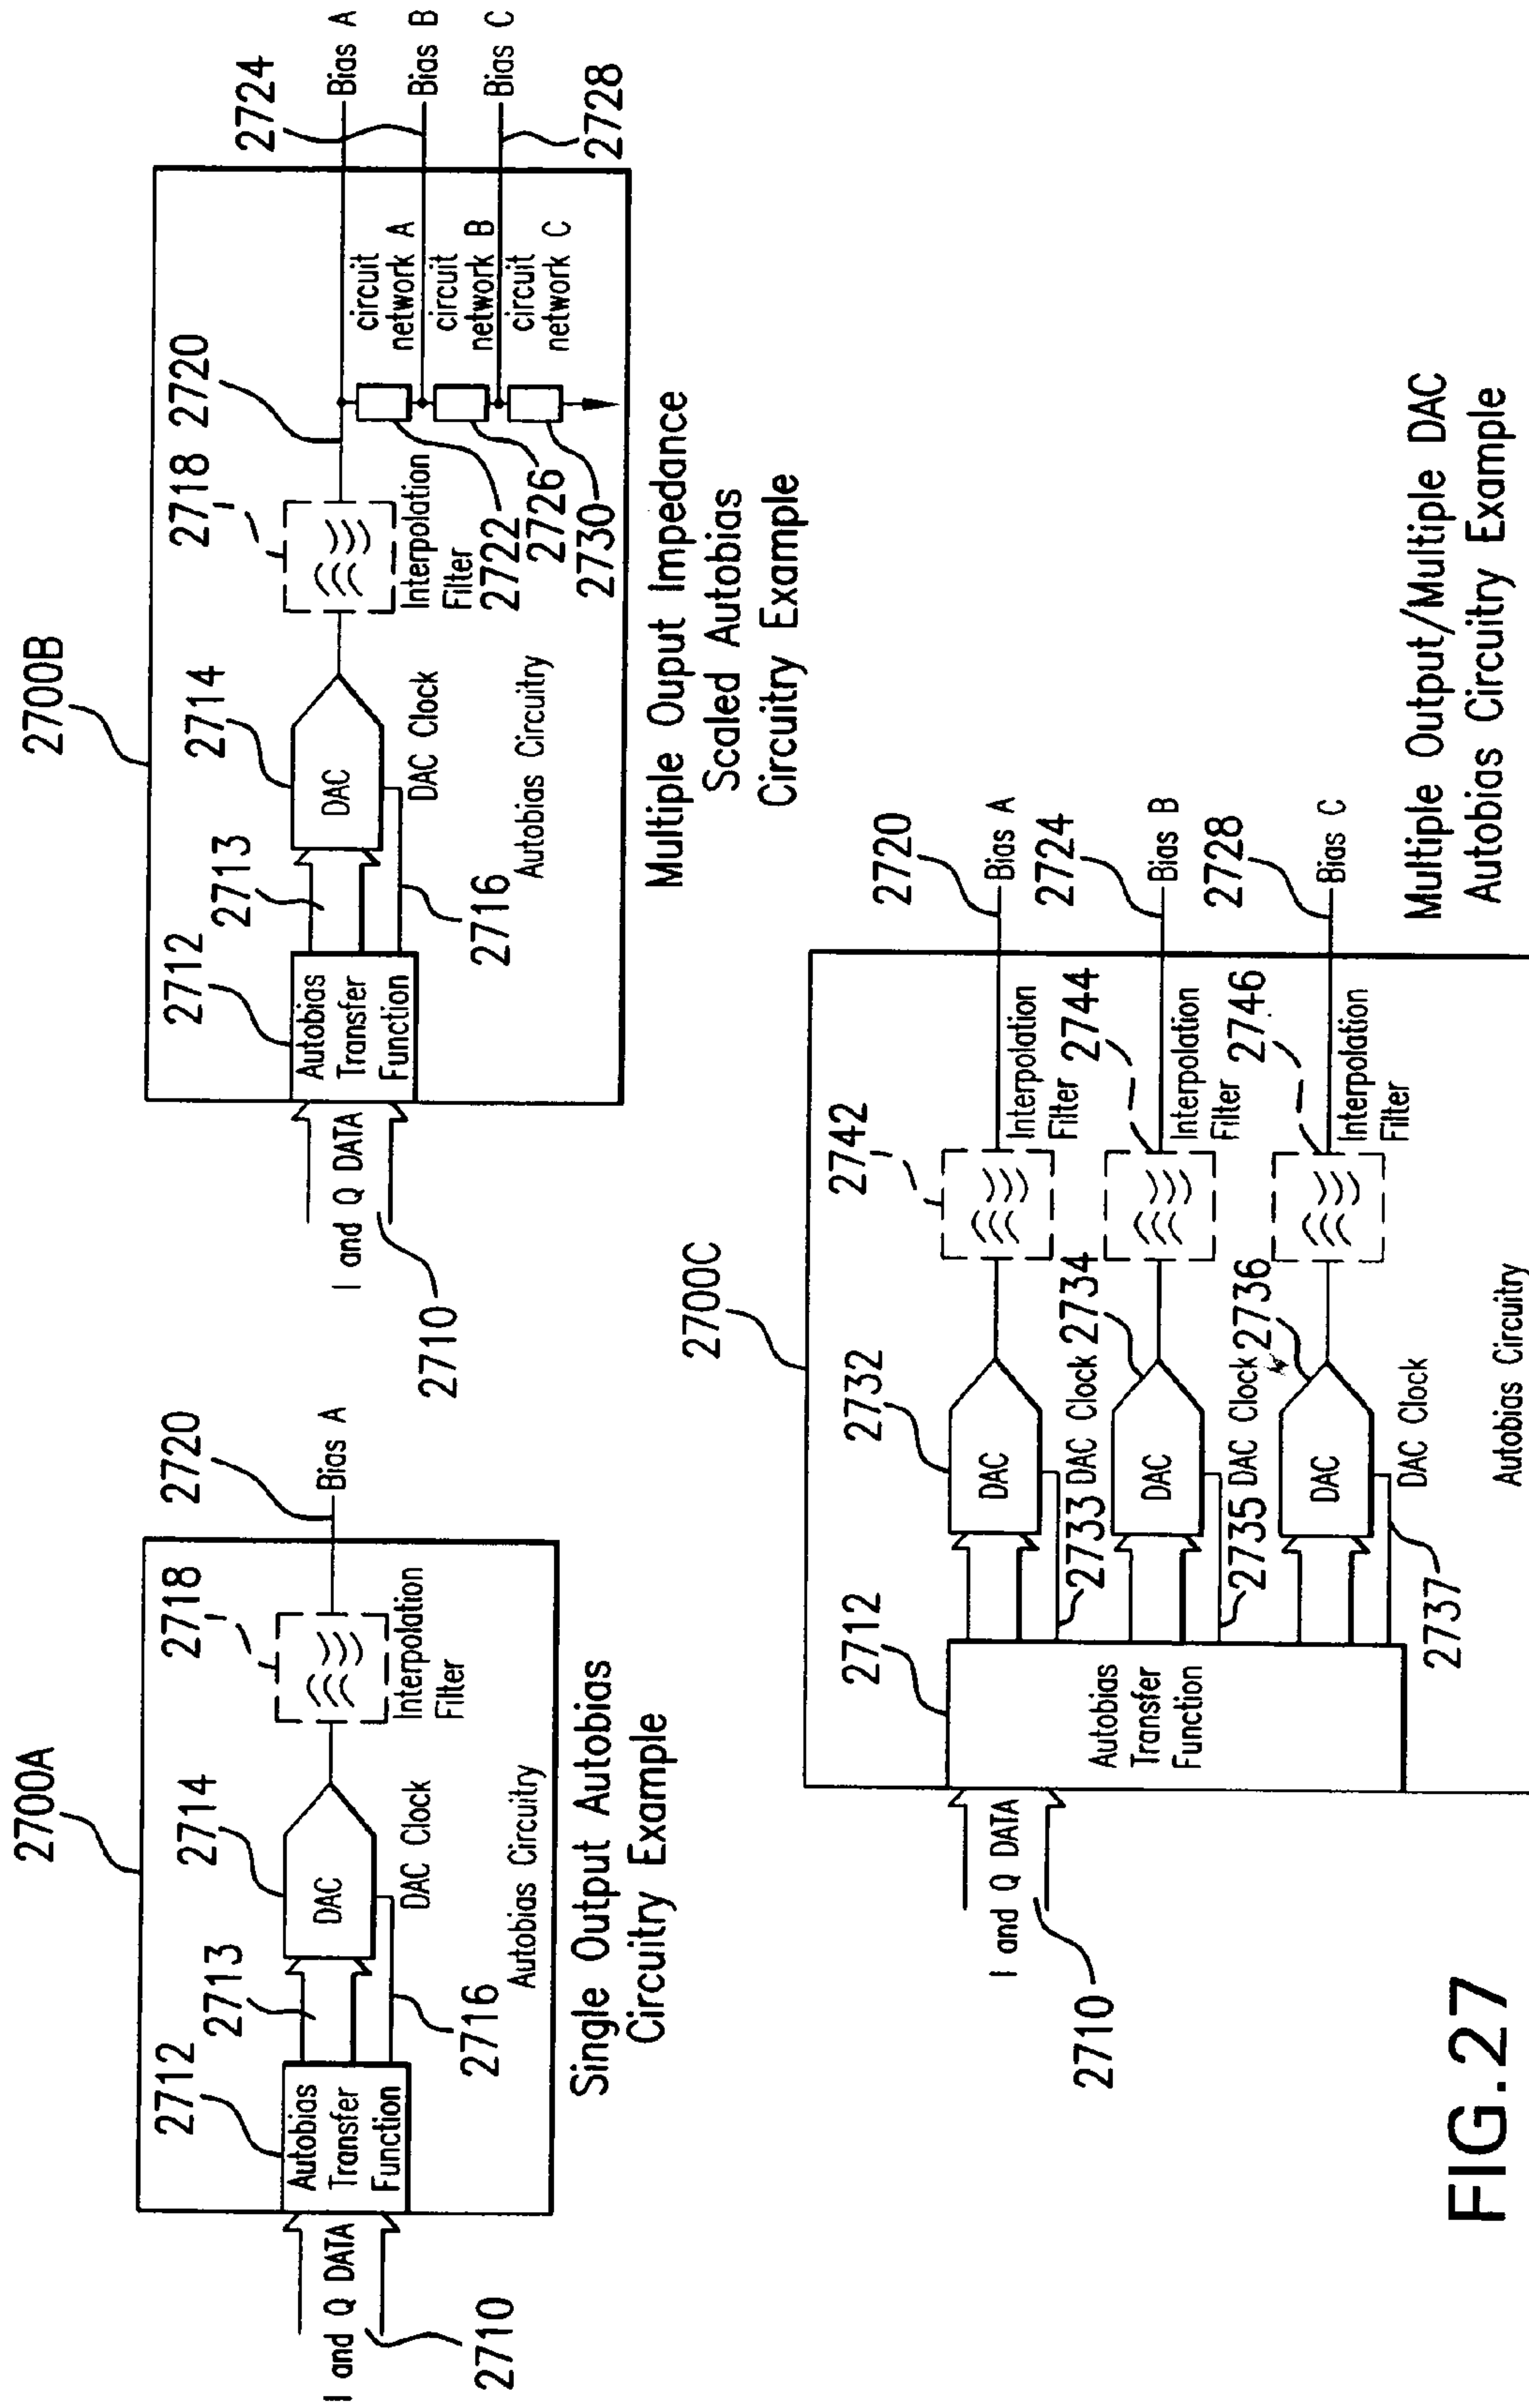 2700A
2712
2713
2714
2718
2720
I and Q DATA
2710
Autobias
Transfer
Function
DAC
DAC Clock
2716
Interpolation
Filter
Bias A
Autobias Circuitry
Single Output Autobias
Circuitry Example
2700B
2712
2713
2714
2718
2720
2724
I and Q DATA
2710
Autobias
Transfer
Function
DAC
DAC Clock
2716
Interpolation
Filter
2722
2726
2730
circuit
network A
circuit
network B
circuit
network C
Bias A
Bias B
Bias C
2728
Autobias Circuitry
Multiple Ouput Impedance
Scaled Autobias
Circuitry Example
2700C
2712
2732
2742
2720
I and Q DATA
2710
Autobias
Transfer
Function
DAC
2733
DAC Clock
2734
Interpolation
Filter
2744
Bias A
2724
DAC
2735
DAC Clock
2736
Interpolation
Filter
2746
Bias B
2728
DAC
2737
DAC Clock
Interpolation
Filter
Bias C
Autobias Circuitry
Multiple Output/Multiple DAC
Autobias Circuitry Example
FIG.27